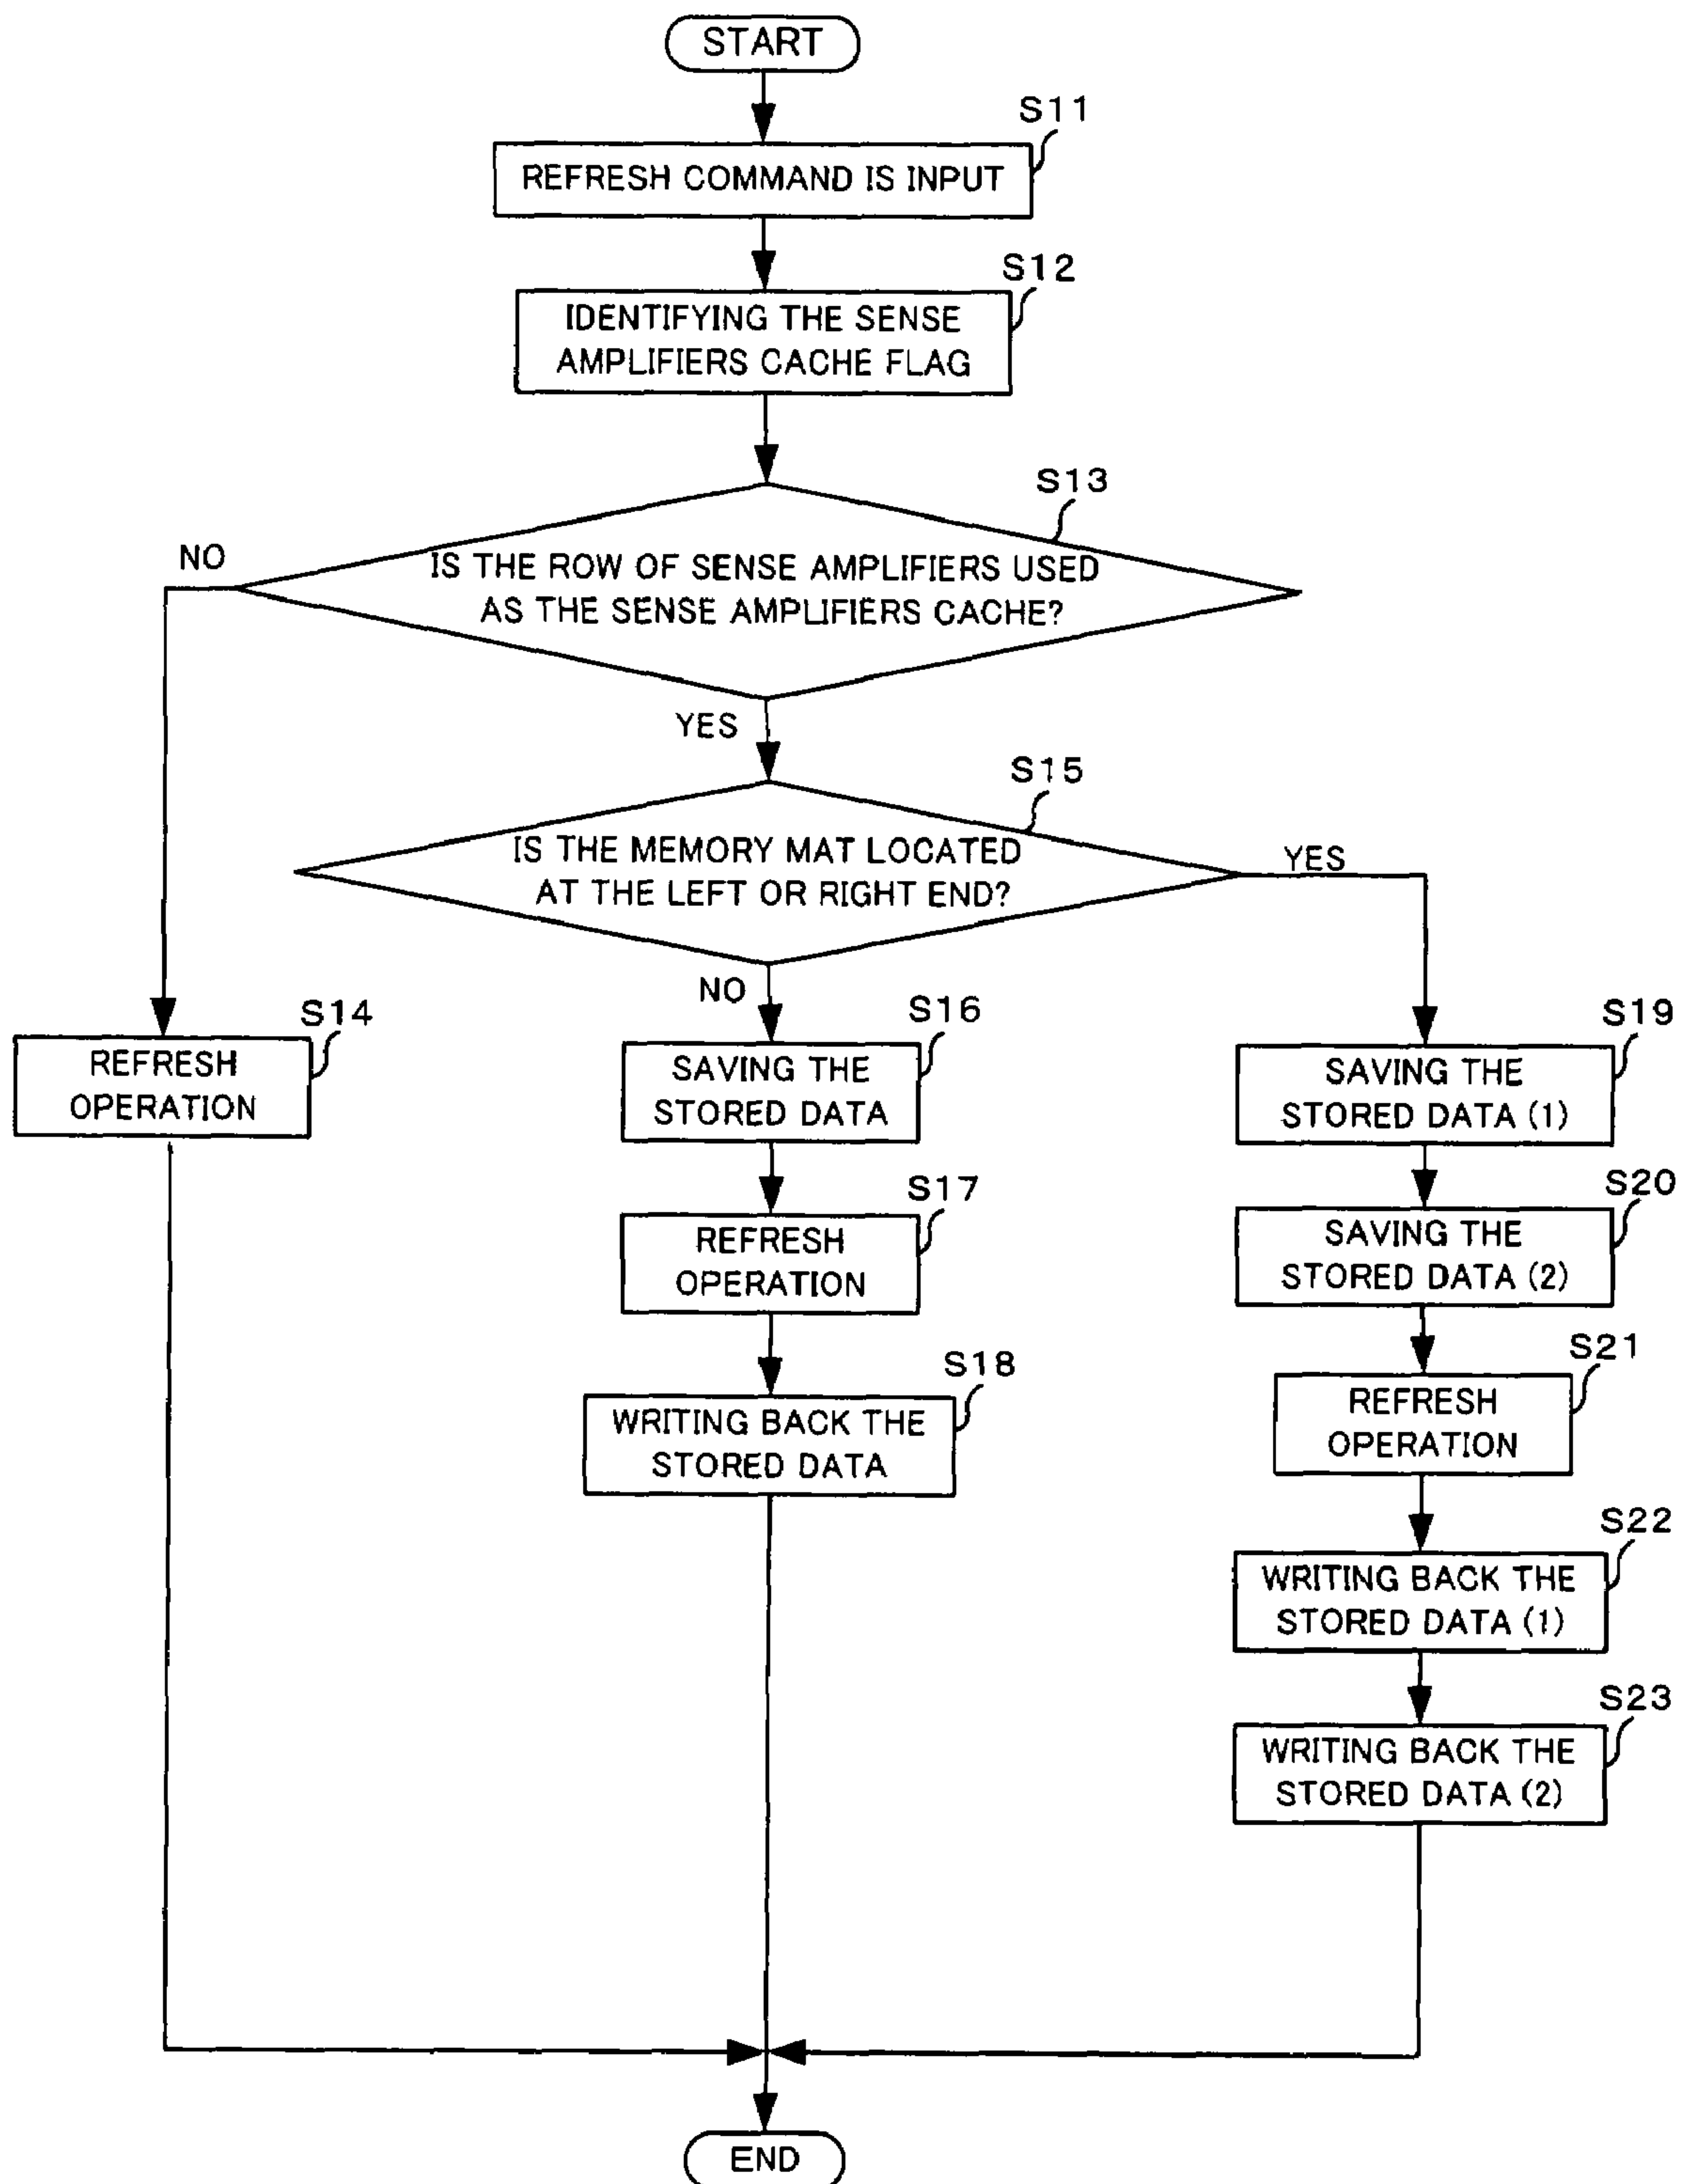 START
S11
REFRESH COMMAND IS INPUT
S12
IDENTIFYING THE SENSE
AMPLIFIERS CACHE FLAG
S13
NO
IS THE ROW OF SENSE AMPLIFIERS USED
AS THE SENSE AMPLIFIERS CACHE?
YES
S15
IS THE MEMORY MAT LOCATED
AT THE LEFT OR RIGHT END?
YES
NO
S14
REFRESH
OPERATION
S16
SAVING THE
STORED DATA
S17
REFRESH
OPERATION
S18
WRITING BACK THE
STORED DATA
S19
SAVING THE
STORED DATA (1)
S20
SAVING THE
STORED DATA (2)
S21
REFRESH
OPERATION
S22
WRITING BACK THE
STORED DATA (1)
S23
WRITING BACK THE
STORED DATA (2)
END